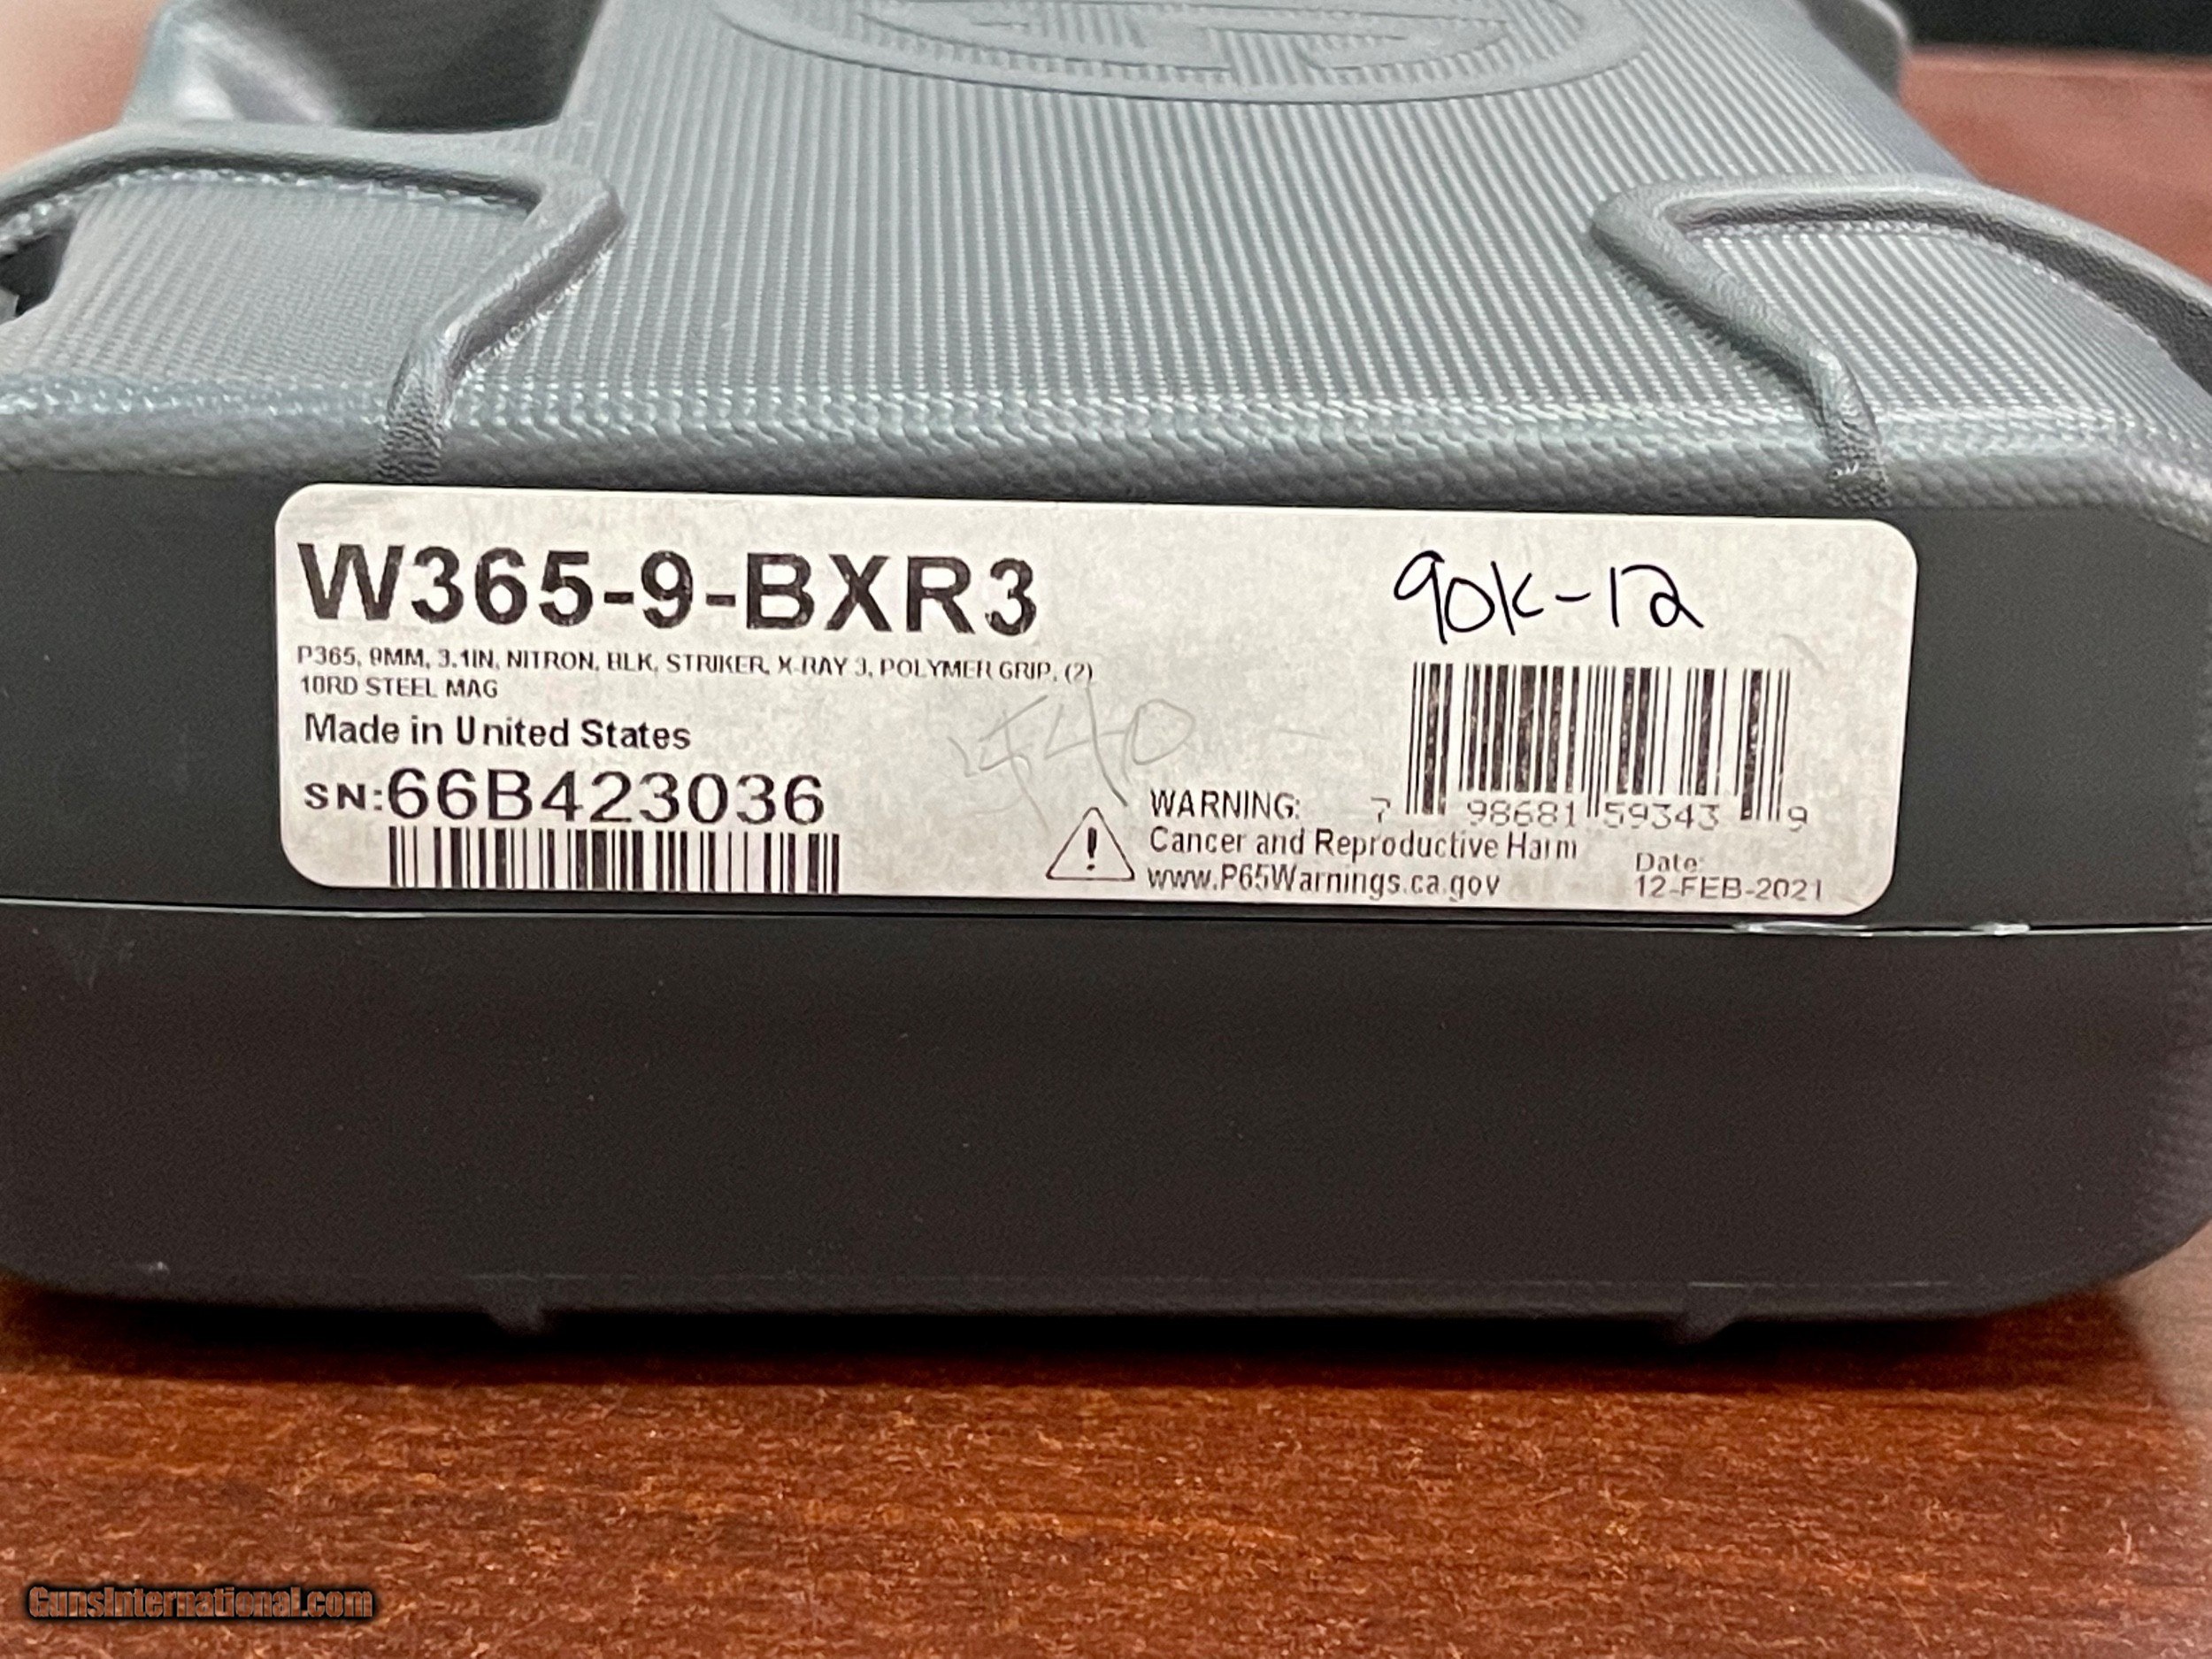 W365-9-BXR3
90K-12
P365, 9MM, 3.1IN, NITRON, BLK, STRIKER, X-RAY 3, POLYMER GRIP, (2)
10RD STEEL MAG
Made in United States
540
SN:66B423036
WARNING:
Cancer and Reproductive Harm
www.P65Warnings.ca.gov
7 98681 59343 9
Date:
12-FEB-2021
GunsInternational.com